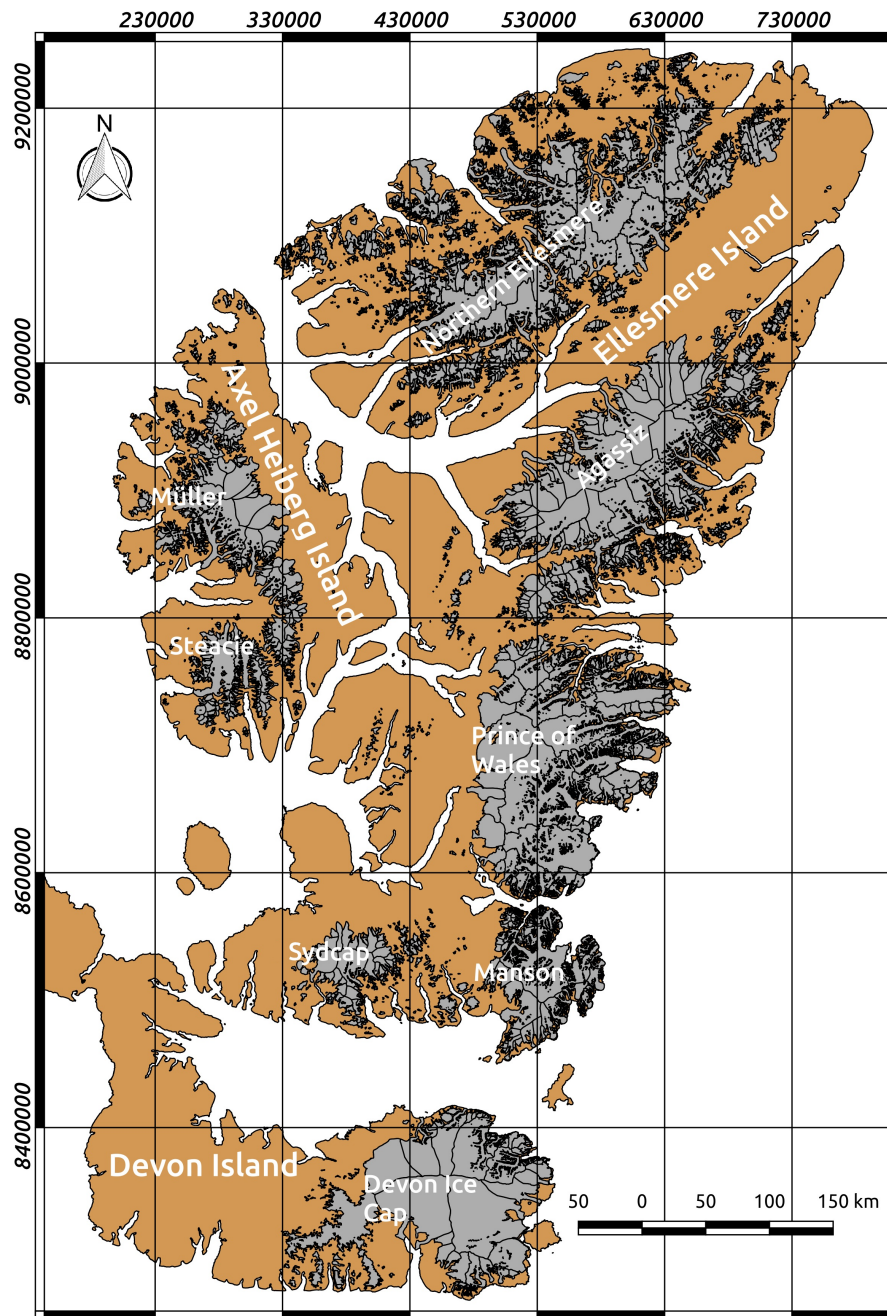 230000 330000 430000 530000 630000 730000
9200000
N
Northern Ellesmere
Ellesmere Island
9000000
Axel Heiberg Island
Agassiz
Müller
8800000
Steacie
Prince of
Wales
8600000
Sydcap
Manson
8400000
Devon Island
Devon Ice
Cap
50 0 50 100 150 km